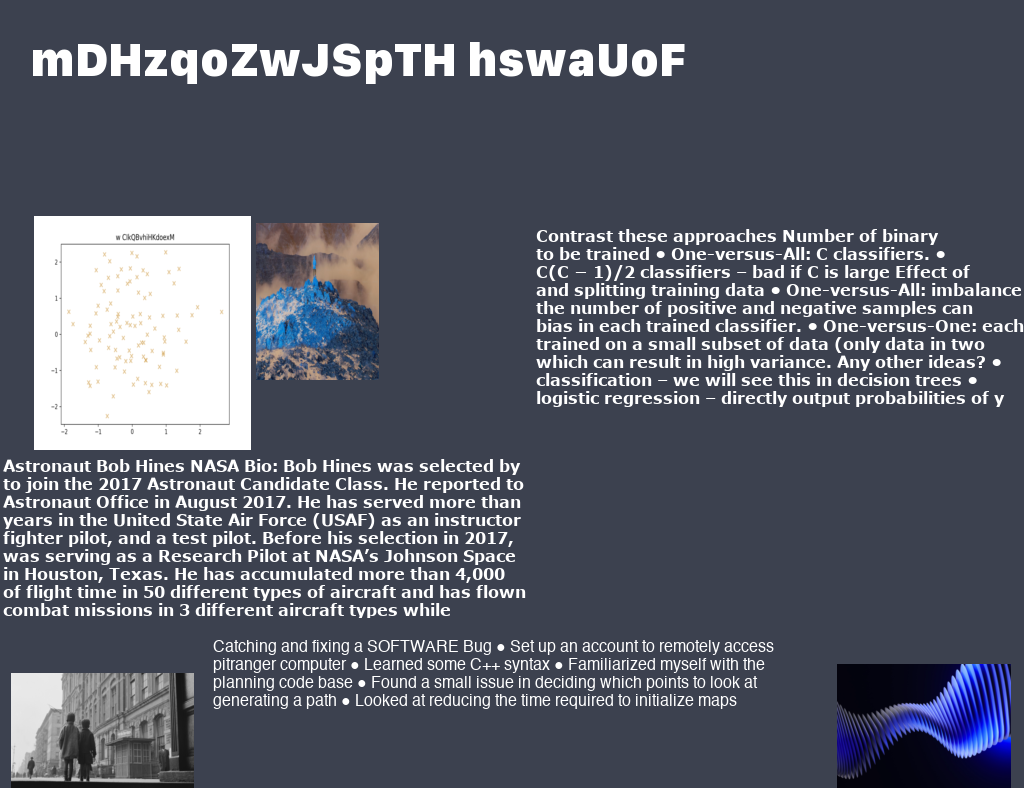 mDHzqoZwJSpTH hswaUoF
w ClkQBvhiHKdoexM
2
1
0
−1
−2
−2
−1
0
1
2
Contrast these approaches Number of binary
to be trained • One-versus-All: C classifiers. •
C(C − 1)/2 classifiers – bad if C is large Effect of
and splitting training data • One-versus-All: imbalance
the number of positive and negative samples can
bias in each trained classifier. • One-versus-One: each
trained on a small subset of data (only data in two
which can result in high variance. Any other ideas? •
classification – we will see this in decision trees •
logistic regression – directly output probabilities of y
Astronaut Bob Hines NASA Bio: Bob Hines was selected by
to join the 2017 Astronaut Candidate Class. He reported to
Astronaut Office in August 2017. He has served more than
years in the United State Air Force (USAF) as an instructor
fighter pilot, and a test pilot. Before his selection in 2017,
was serving as a Research Pilot at NASA’s Johnson Space
in Houston, Texas. He has accumulated more than 4,000
of flight time in 50 different types of aircraft and has flown
combat missions in 3 different aircraft types while
Catching and fixing a SOFTWARE Bug ● Set up an account to remotely access
pitranger computer ● Learned some C++ syntax ● Familiarized myself with the
planning code base ● Found a small issue in deciding which points to look at
generating a path ● Looked at reducing the time required to initialize maps